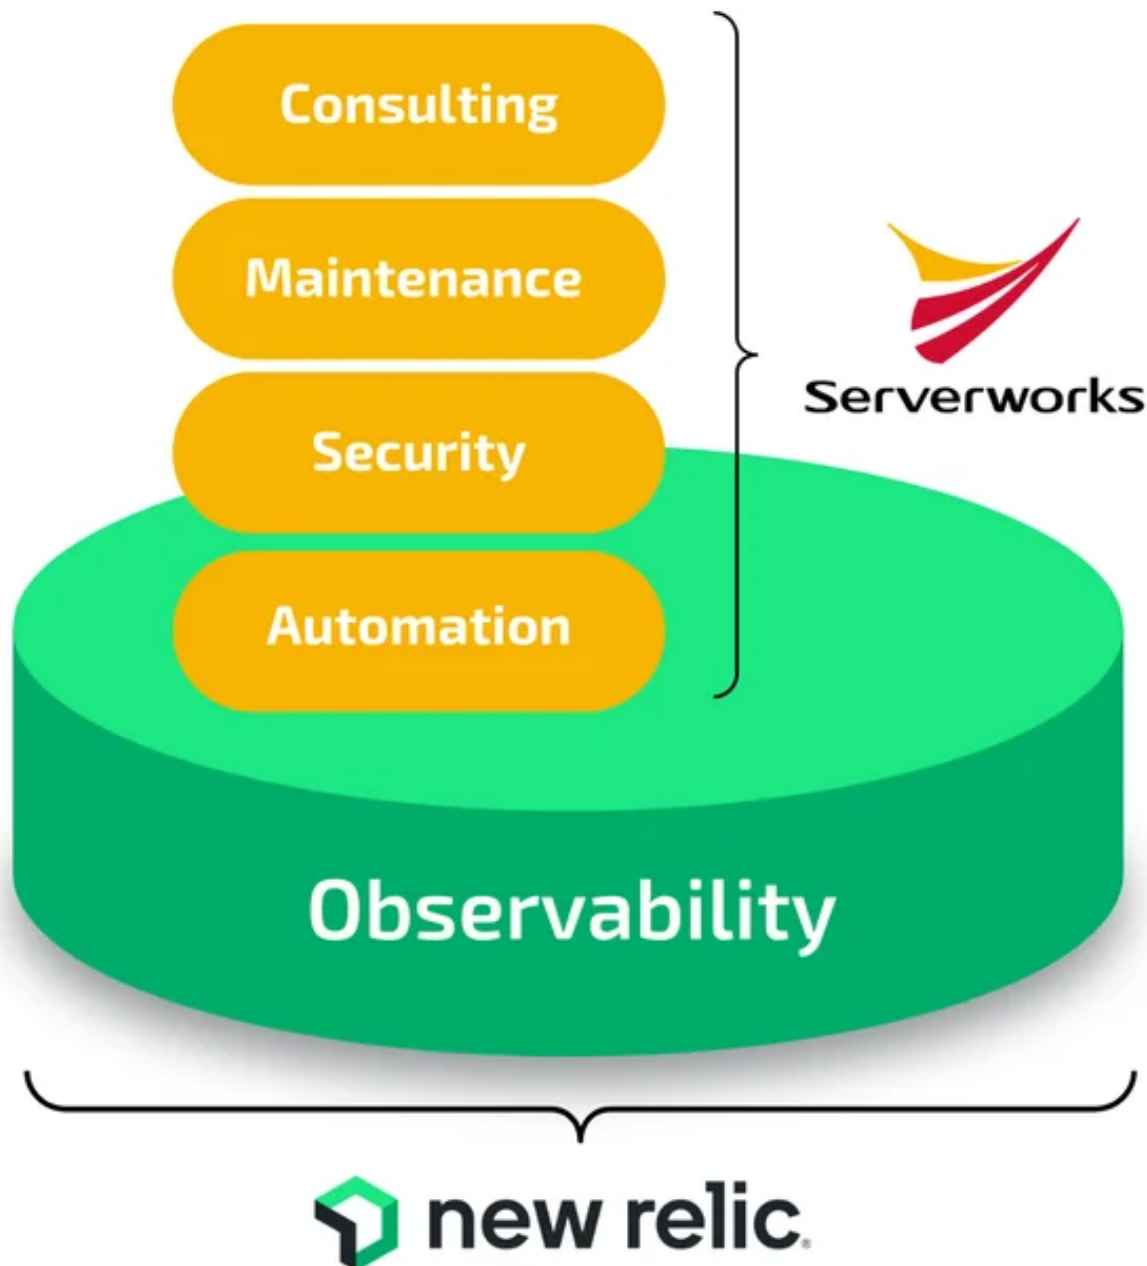 Consulting
Maintenance
Security
Serverworks
Automation
Observability
new relic